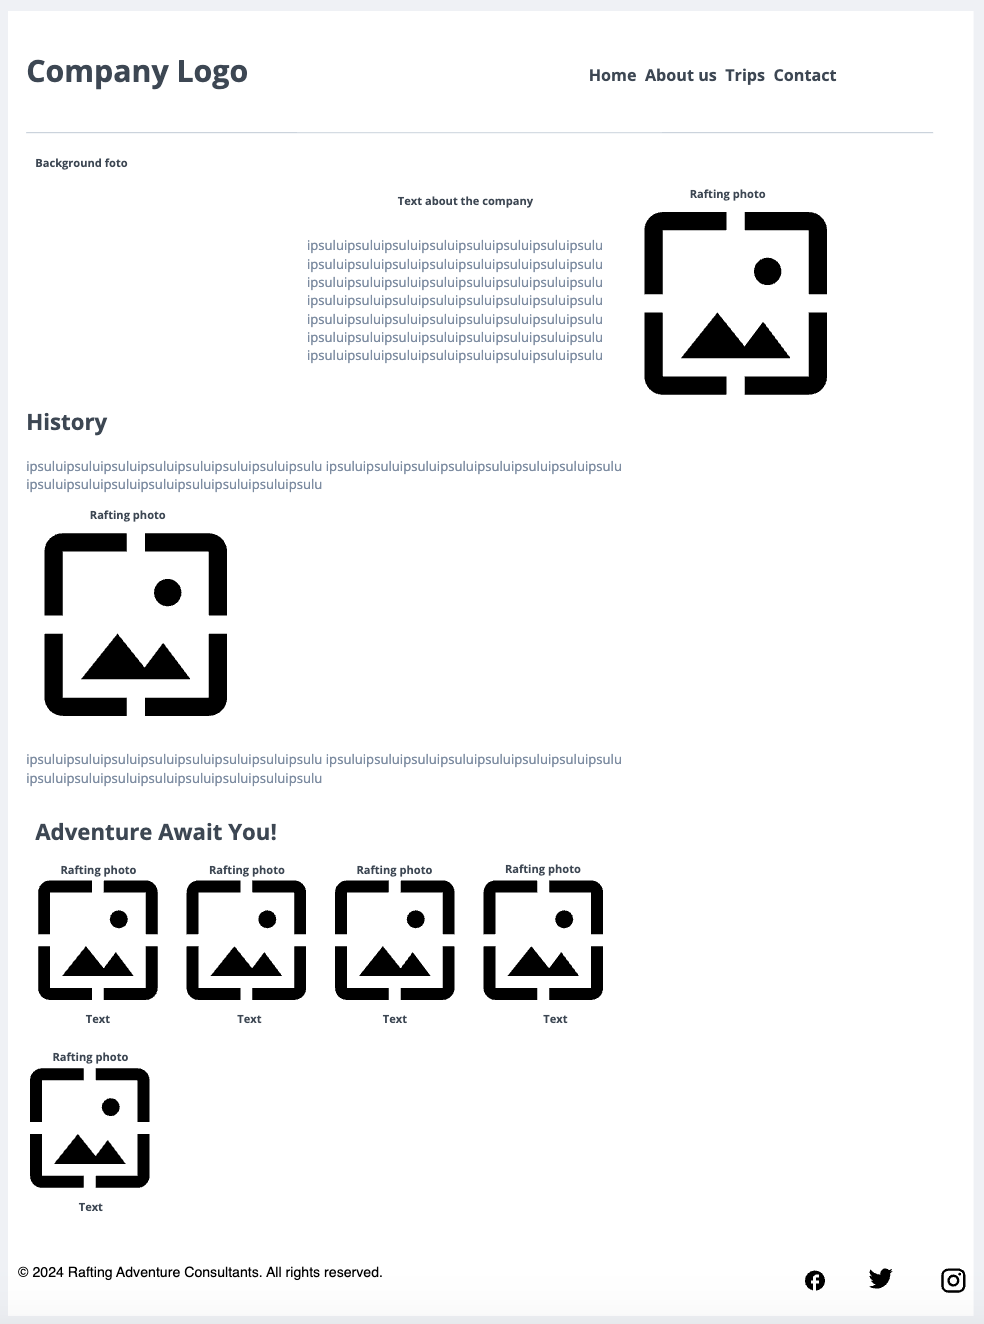 Company Logo
Home About us Trips Contact
Background foto
Text about the company
Rafting photo
ipsuluipsuluipsuluipsuluipsuluipsuluipsuluipsulu
ipsuluipsuluipsuluipsuluipsuluipsuluipsuluipsulu
ipsuluipsuluipsuluipsuluipsuluipsuluipsuluipsulu
ipsuluipsuluipsuluipsuluipsuluipsuluipsuluipsulu
ipsuluipsuluipsuluipsuluipsuluipsuluipsuluipsulu
ipsuluipsuluipsuluipsuluipsuluipsuluipsuluipsulu
ipsuluipsuluipsuluipsuluipsuluipsuluipsuluipsulu
History
ipsuluipsuluipsuluipsuluipsuluipsuluipsuluipsulu ipsuluipsuluipsuluipsuluipsuluipsuluipsuluipsulu
ipsuluipsuluipsuluipsuluipsuluipsuluipsuluipsulu
Rafting photo
ipsuluipsuluipsuluipsuluipsuluipsuluipsuluipsulu ipsuluipsuluipsuluipsuluipsuluipsuluipsuluipsulu
ipsuluipsuluipsuluipsuluipsuluipsuluipsuluipsulu
Adventure Await You!
Rafting photo Rafting photo Rafting photo Rafting photo
Text Text Text Text
Rafting photo
Text
© 2024 Rafting Adventure Consultants. All rights reserved.